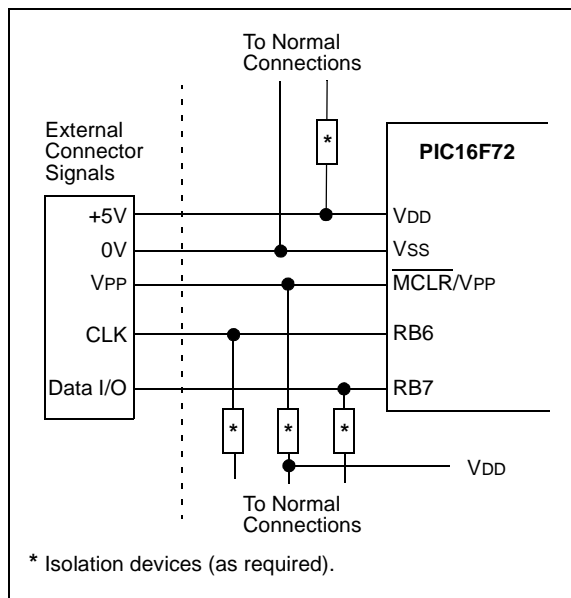 To Normal
Connections
External
Connector
Signals
*
PIC16F72
+5V
VDD
0V
VSS
VPP
MCLR/VPP
CLK
RB6
Data I/O
RB7
* * *
VDD
To Normal
Connections
* Isolation devices (as required).